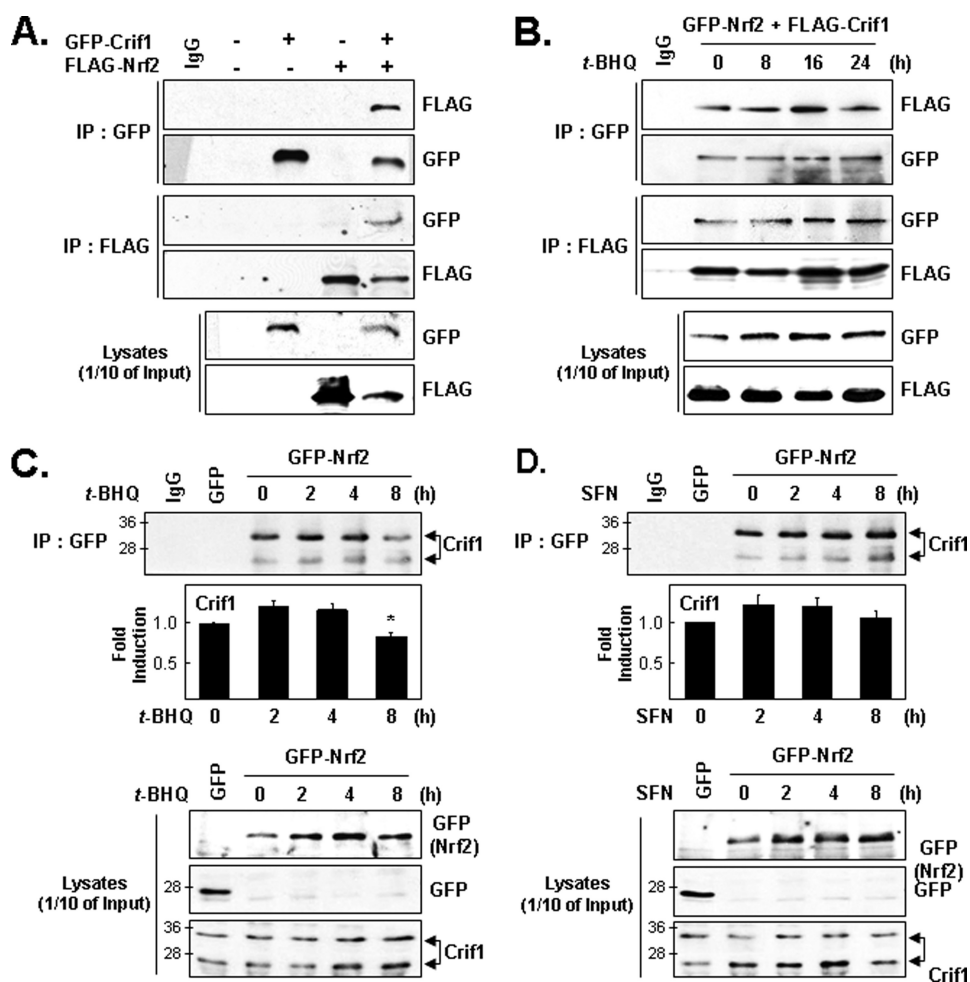 A.
GFP-Crif1 IgG - + - +
FLAG-Nrf2 - - + +
IP : GFP
FLAG
GFP
IP : FLAG
GFP
FLAG
Lysates
(1/10 of Input)
GFP
FLAG
B.
GFP-Nrf2 + FLAG-Crif1
t-BHQ IgG 0 8 16 24 (h)
IP : GFP
FLAG
GFP
IP : FLAG
GFP
FLAG
Lysates
(1/10 of Input)
GFP
FLAG
C.
GFP-Nrf2
t-BHQ IgG GFP 0 2 4 8 (h)
IP : GFP
36
28
Crif1
Fold
Induction
1.0
0.5
Crif1
*
t-BHQ 0 2 4 8 (h)
GFP-Nrf2
t-BHQ GFP 0 2 4 8 (h)
Lysates
(1/10 of Input)
GFP
(Nrf2)
28
GFP
36
28
Crif1
D.
GFP-Nrf2
SFN IgG GFP 0 2 4 8 (h)
IP : GFP
36
28
Crif1
Fold
Induction
1.0
0.5
Crif1
SFN 0 2 4 8 (h)
GFP-Nrf2
SFN GFP 0 2 4 8 (h)
Lysates
(1/10 of Input)
GFP
(Nrf2)
28
GFP
36
28
Crif1